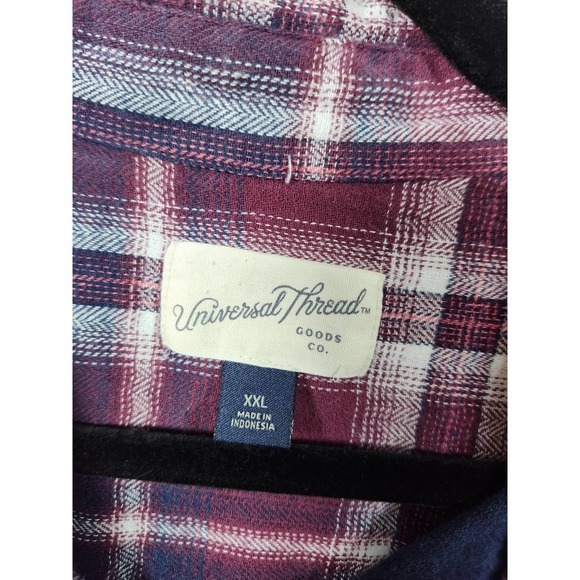 Universal Thread™
GOODS
CO.
XXL
MADE IN
INDONESIA